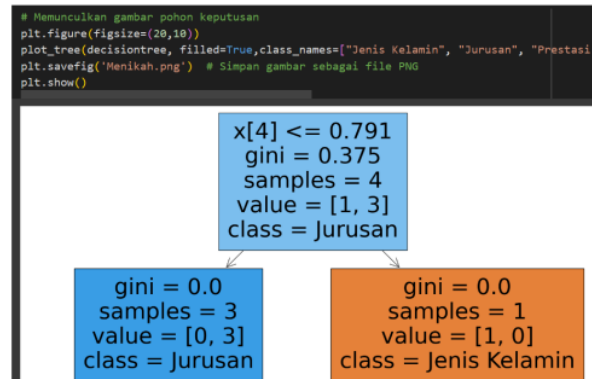 # Memunculkan gambar pohon keputusan
plt.figure(figsize=(20,10))
plot_tree(decisiontree, filled=True,class_names=["Jenis Kelamin", "Jurusan", "Prestasi
plt.savefig('Menikah.png')  # Simpan gambar sebagai file PNG
plt.show()
x[4] <= 0.791
gini = 0.375
samples = 4
value = [1, 3]
class = Jurusan
gini = 0.0
samples = 3
value = [0, 3]
class = Jurusan
gini = 0.0
samples = 1
value = [1, 0]
class = Jenis Kelamin